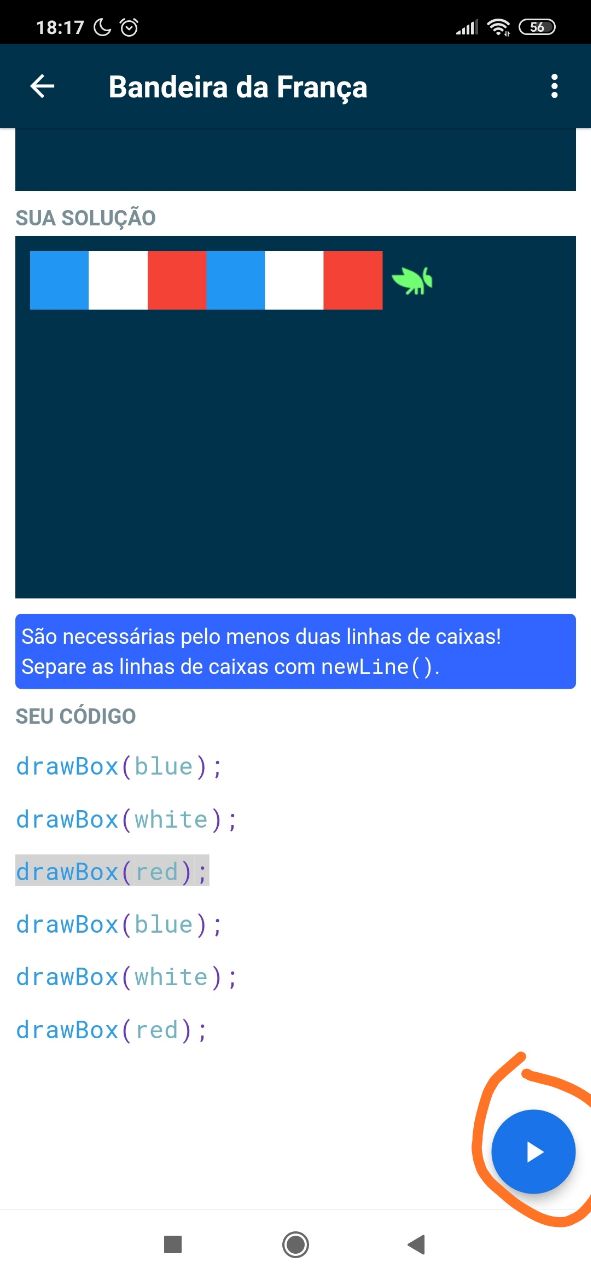 18:17
56
Bandeira da França
SUA SOLUÇÃO
São necessárias pelo menos duas linhas de caixas!
Separe as linhas de caixas com newLine().
SEU CÓDIGO
drawBox(blue);
drawBox(white);
drawBox(red);
drawBox(blue);
drawBox(white);
drawBox(red);